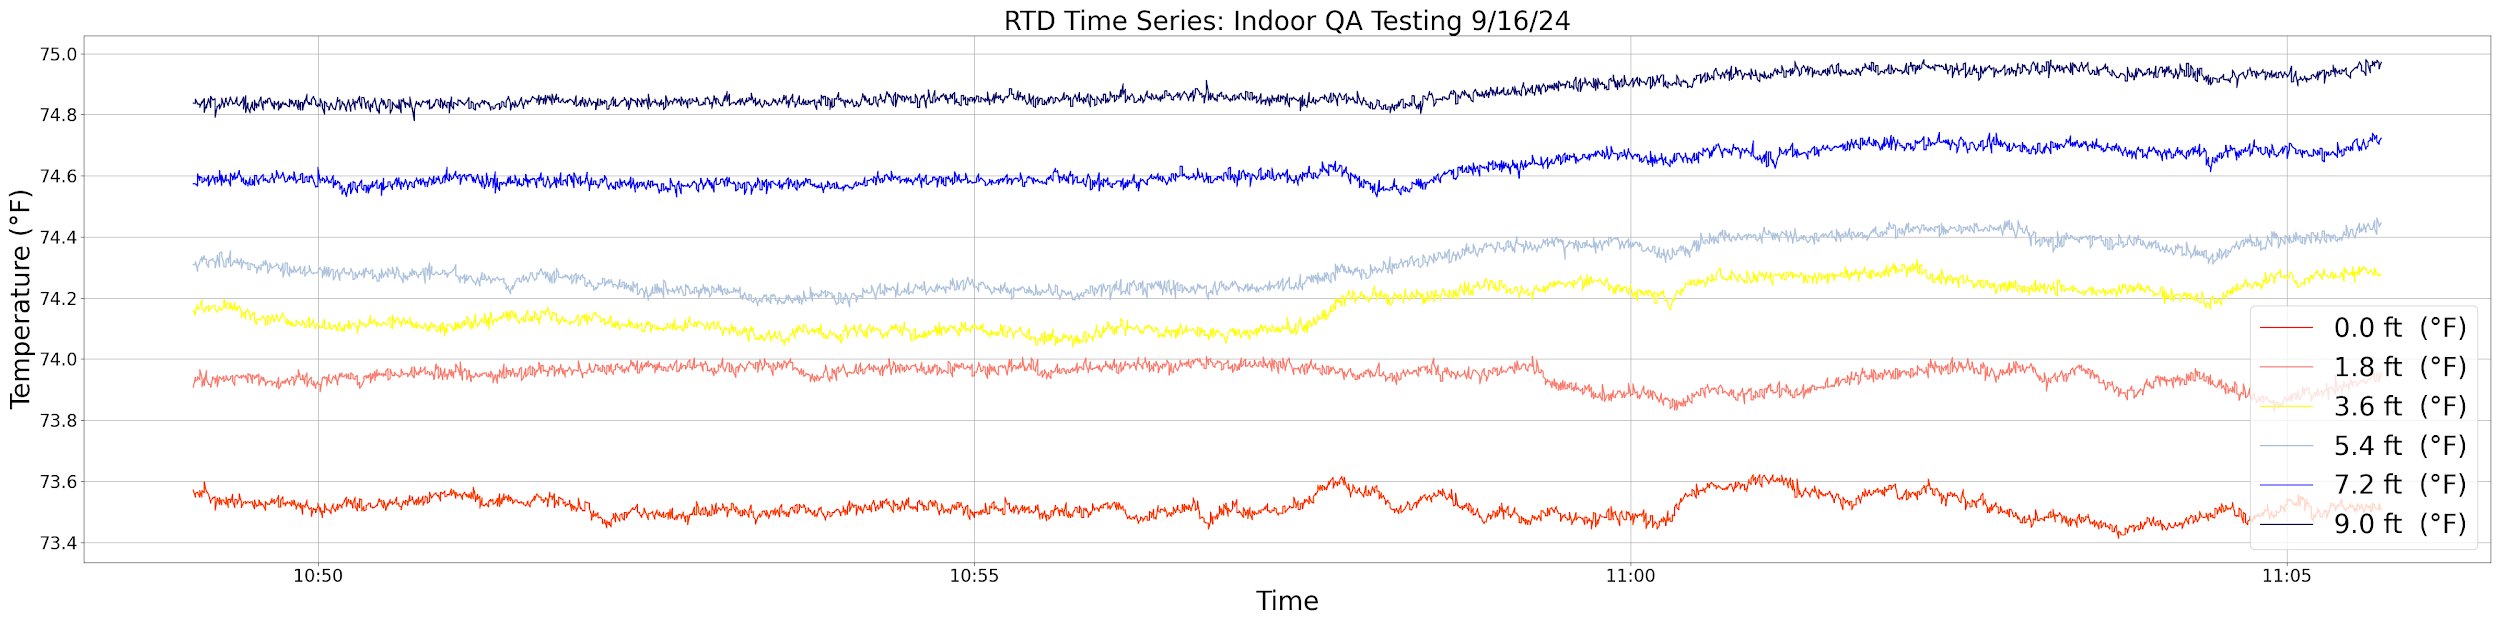 RTD Time Series: Indoor QA Testing 9/16/24
75.0
74.8
74.6
74.4
74.2
74.0
73.8
73.6
73.4
Temperature (°F)
10:50
10:55
11:00
11:05
Time
0.0 ft (°F)
1.8 ft (°F)
3.6 ft (°F)
5.4 ft (°F)
7.2 ft (°F)
9.0 ft (°F)